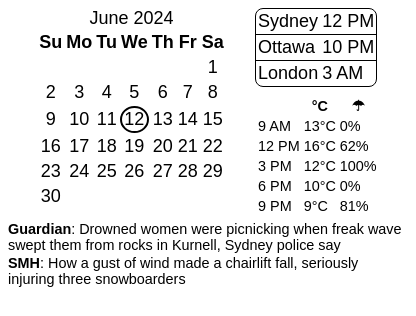 June 2024
Su Mo Tu We Th Fr Sa
1
2 3 4 5 6 7 8
9 10 11 12 13 14 15
16 17 18 19 20 21 22
23 24 25 26 27 28 29
30
Sydney 12 PM
Ottawa 10 PM
London 3 AM
°C ☂
9 AM 13°C 0%
12 PM 16°C 62%
3 PM 12°C 100%
6 PM 10°C 0%
9 PM 9°C 81%
Guardian: Drowned women were picnicking when freak wave
swept them from rocks in Kurnell, Sydney police say
SMH: How a gust of wind made a chairlift fall, seriously
injuring three snowboarders